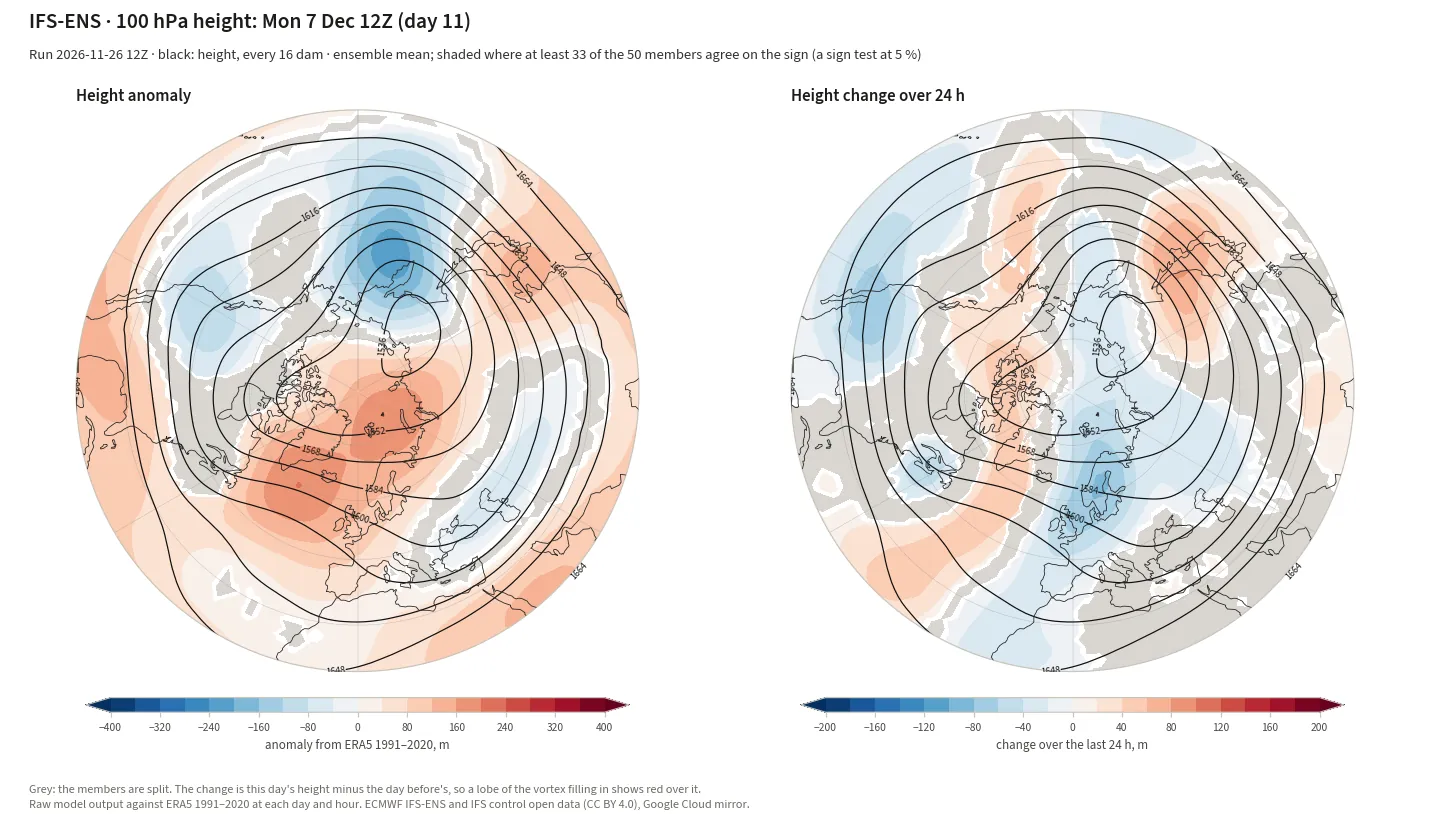 IFS-ENS · 100 hPa height: Mon 7 Dec 12Z (day 11)
Run 2026-11-26 12Z · black: height, every 16 dam · ensemble mean; shaded where at least 33 of the 50 members agree on the sign (a sign test at 5 %)
Height anomaly
1664
1616
1632
1648
1536
1552
1568
1584
1600
1664
1648
−400 −320 −240 −160 −80 0 80 160 240 320 400
anomaly from ERA5 1991–2020, m
Height change over 24 h
1664
1616
1632
1648
1536
1552
1568
1584
1600
1664
1648
−200 −160 −120 −80 −40 0 40 80 120 160 200
change over the last 24 h, m
Grey: the members are split. The change is this day's height minus the day before's, so a lobe of the vortex filling in shows red over it.
Raw model output against ERA5 1991–2020 at each day and hour. ECMWF IFS-ENS and IFS control open data (CC BY 4.0), Google Cloud mirror.